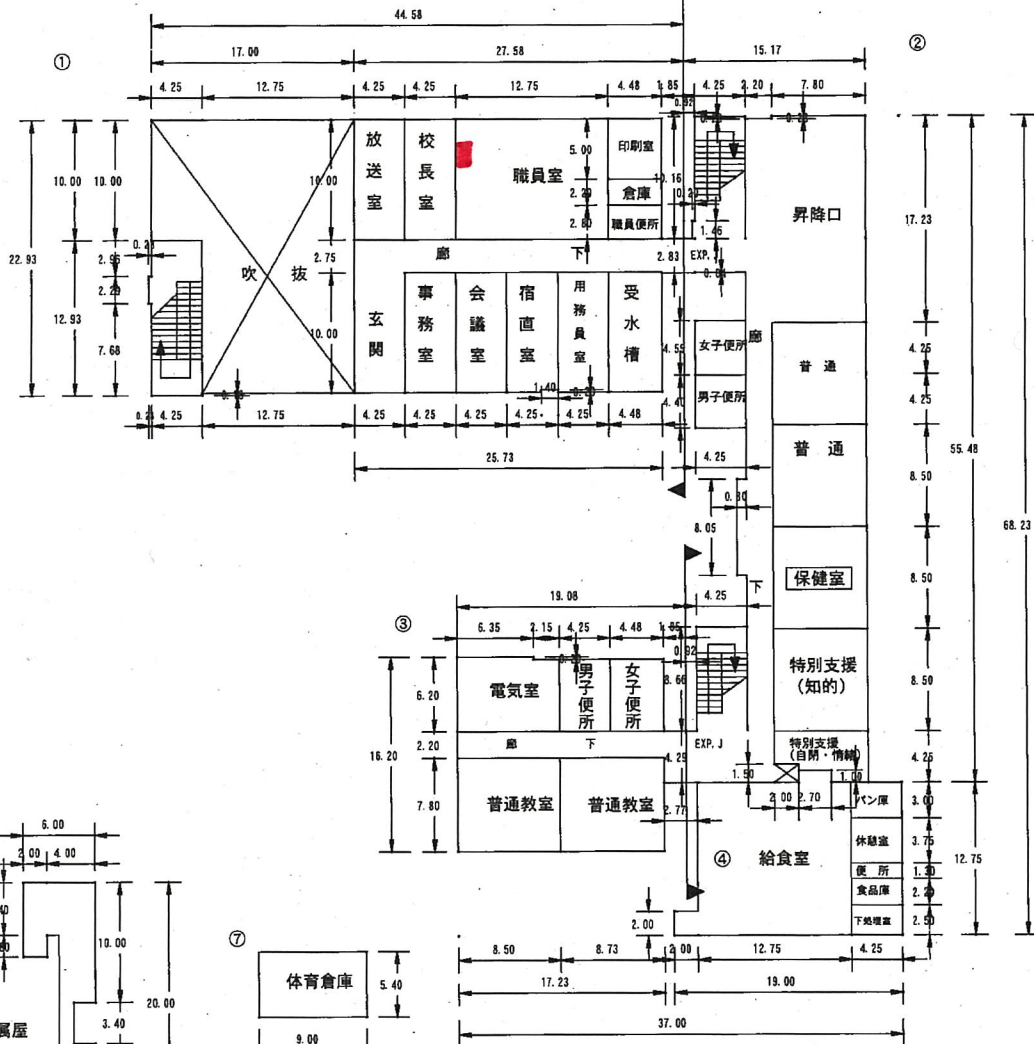 44.58
17.00 27.58 15.17
① ②
4.25 12.75 4.25 4.25 12.75 4.48 1.85 4.25 2.20 7.80
0.92
放送室
校長室
職員室
印刷室
倉庫
職員便所
昇降口
5.00
2.80
10.16
1.46
10.00 10.00 10.00
22.93
12.93
2.75
10.00
7.68
吹 抜
廊 下
2.83
EXP. J
17.23
玄関
事務室
会議室
宿直室
用務員室
受水槽
女子便所
男子便所
廊
下
普 通
普 通
4.25
4.25
1.40
4.25 12.75 4.25 4.25 4.25 4.25 4.25 4.48
25.73
4.25
8.05
8.50
55.48
68.23
保健室
8.50
③
19.08
4.25
6.35 2.15 4.25 4.48
0.92
電気室
男子便所
女子便所
8.66
特別支援
(知的)
8.50
6.20
16.20
2.20
廊 下
EXP. J
特別支援
(自閉・情緒)
4.25
1.50
1.00
7.80
普通教室 普通教室
2.77
2.00 2.70
パン庫
3.00
④ 給食室
休憩室
3.75
便 所
食品庫
下処理室
2.50
12.75
2.00
8.50 8.73 2.00 12.75 4.25
17.23 19.00
37.00
6.00
2.00 4.00
10.00
20.00
3.40
属屋
⑦
体育倉庫
5.40
9.00